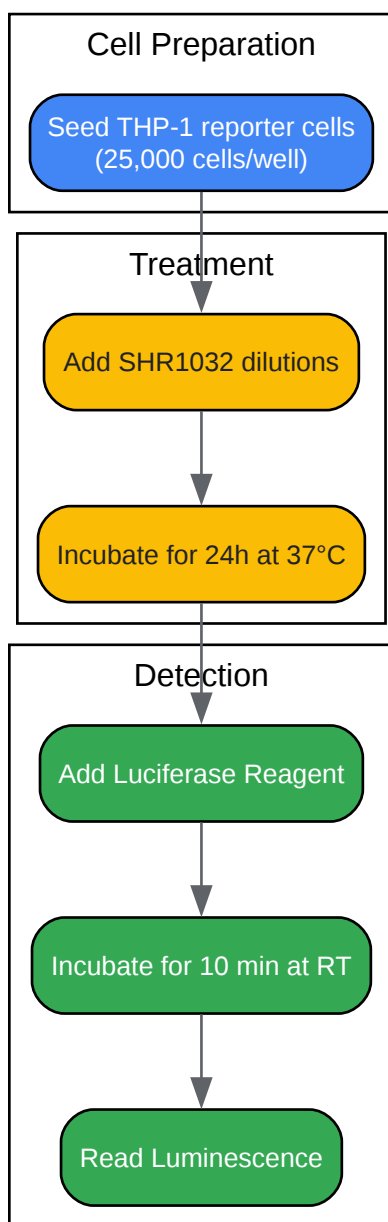 Cell Preparation
Seed THP-1 reporter cells
(25,000 cells/well)
Treatment
Add SHR1032 dilutions
Incubate for 24h at 37°C
Detection
Add Luciferase Reagent
Incubate for 10 min at RT
Read Luminescence